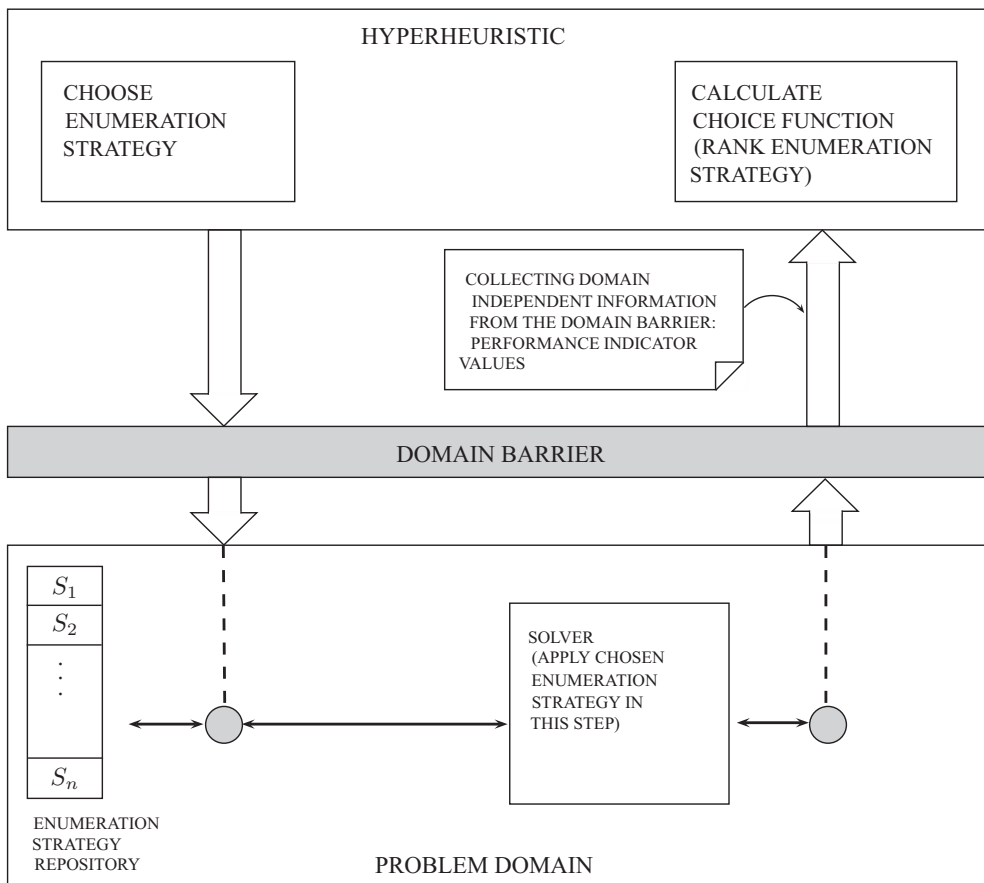 HYPERHEURISTIC
CHOOSE
ENUMERATION
STRATEGY
CALCULATE
CHOICE FUNCTION
(RANK ENUMERATION
STRATEGY)
COLLECTING DOMAIN
INDEPENDENT INFORMATION
FROM THE DOMAIN BARRIER:
PERFORMANCE INDICATOR
VALUES
DOMAIN BARRIER
S₁
S₂
.
.
.
Sₙ
ENUMERATION
STRATEGY
REPOSITORY
SOLVER
(APPLY CHOSEN
ENUMERATION
STRATEGY IN
THIS STEP)
PROBLEM DOMAIN